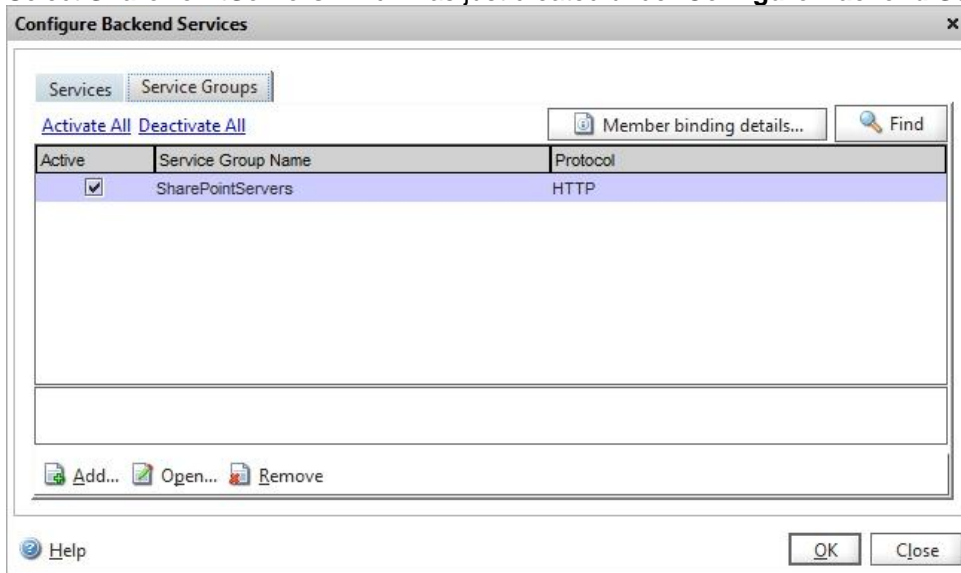 Configure Backend Services
Services Service Groups
Activate All Deactivate All Member binding details... Find
Active Service Group Name Protocol
SharePointServers HTTP
Add... Open... Remove
Help OK Close